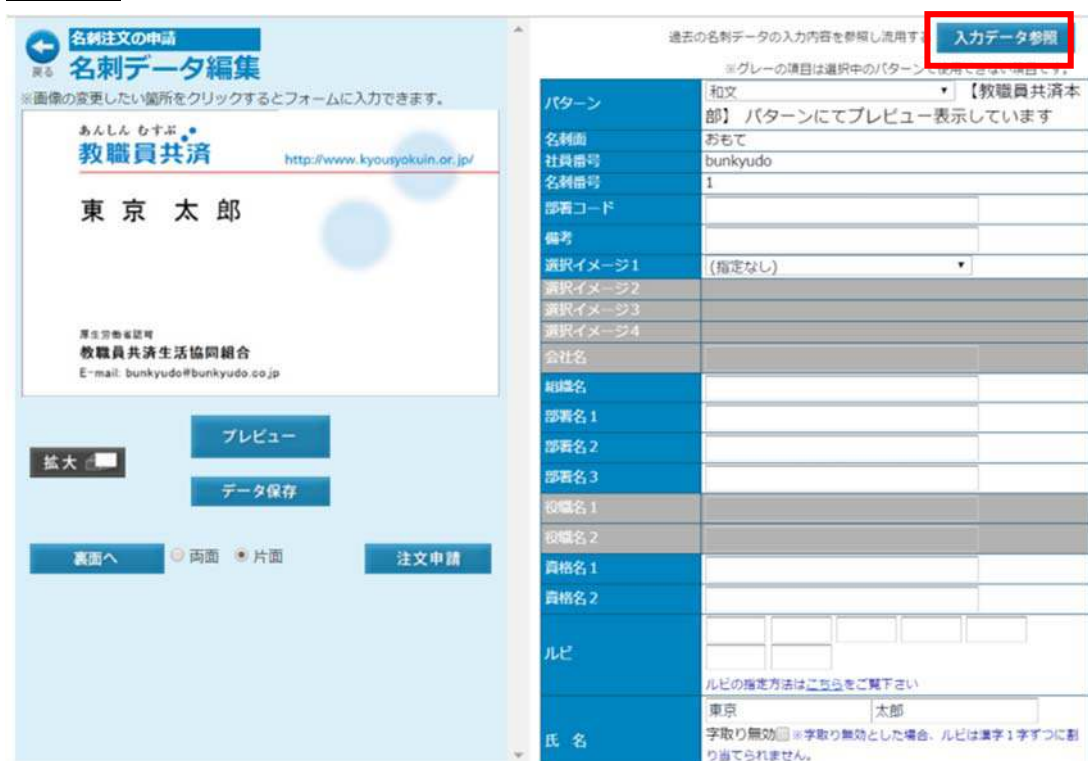 名刺注文の申請
戻る
名刺データ編集
※画像の変更したい箇所をクリックするとフォームに入力できます。
あんしん むすぶ
教職員共済
http://www.kyousyokuin.or.jp/
東 京 太 郎
厚生労働省認可
教職員共済生活協同組合
E-mail: bunkyudo#bunkyudo.co.jp
プレビュー
拡大
データ保存
裏面へ
両面 片面
注文申請
過去の名刺データの入力内容を参照し流用する
入力データ参照
※グレーの項目は選択中のパターンで使用できない項目です。
パターン
和文 【教職員共済本
部】 パターンにてプレビュー表示しています
名刺面 おもて
社員番号 bunkyudo
名刺番号 1
部署コード
備考
選択イメージ1 (指定なし)
選択イメージ2
選択イメージ3
選択イメージ4
会社名
組織名
部署名1
部署名2
部署名3
役職名1
役職名2
資格名1
資格名2
ルビ
ルビの指定方法はこちらをご覧下さい
氏 名
東京 太郎
字取り無効 ※字取り無効とした場合、ルビは漢字1字ずつに割
り当てられません。